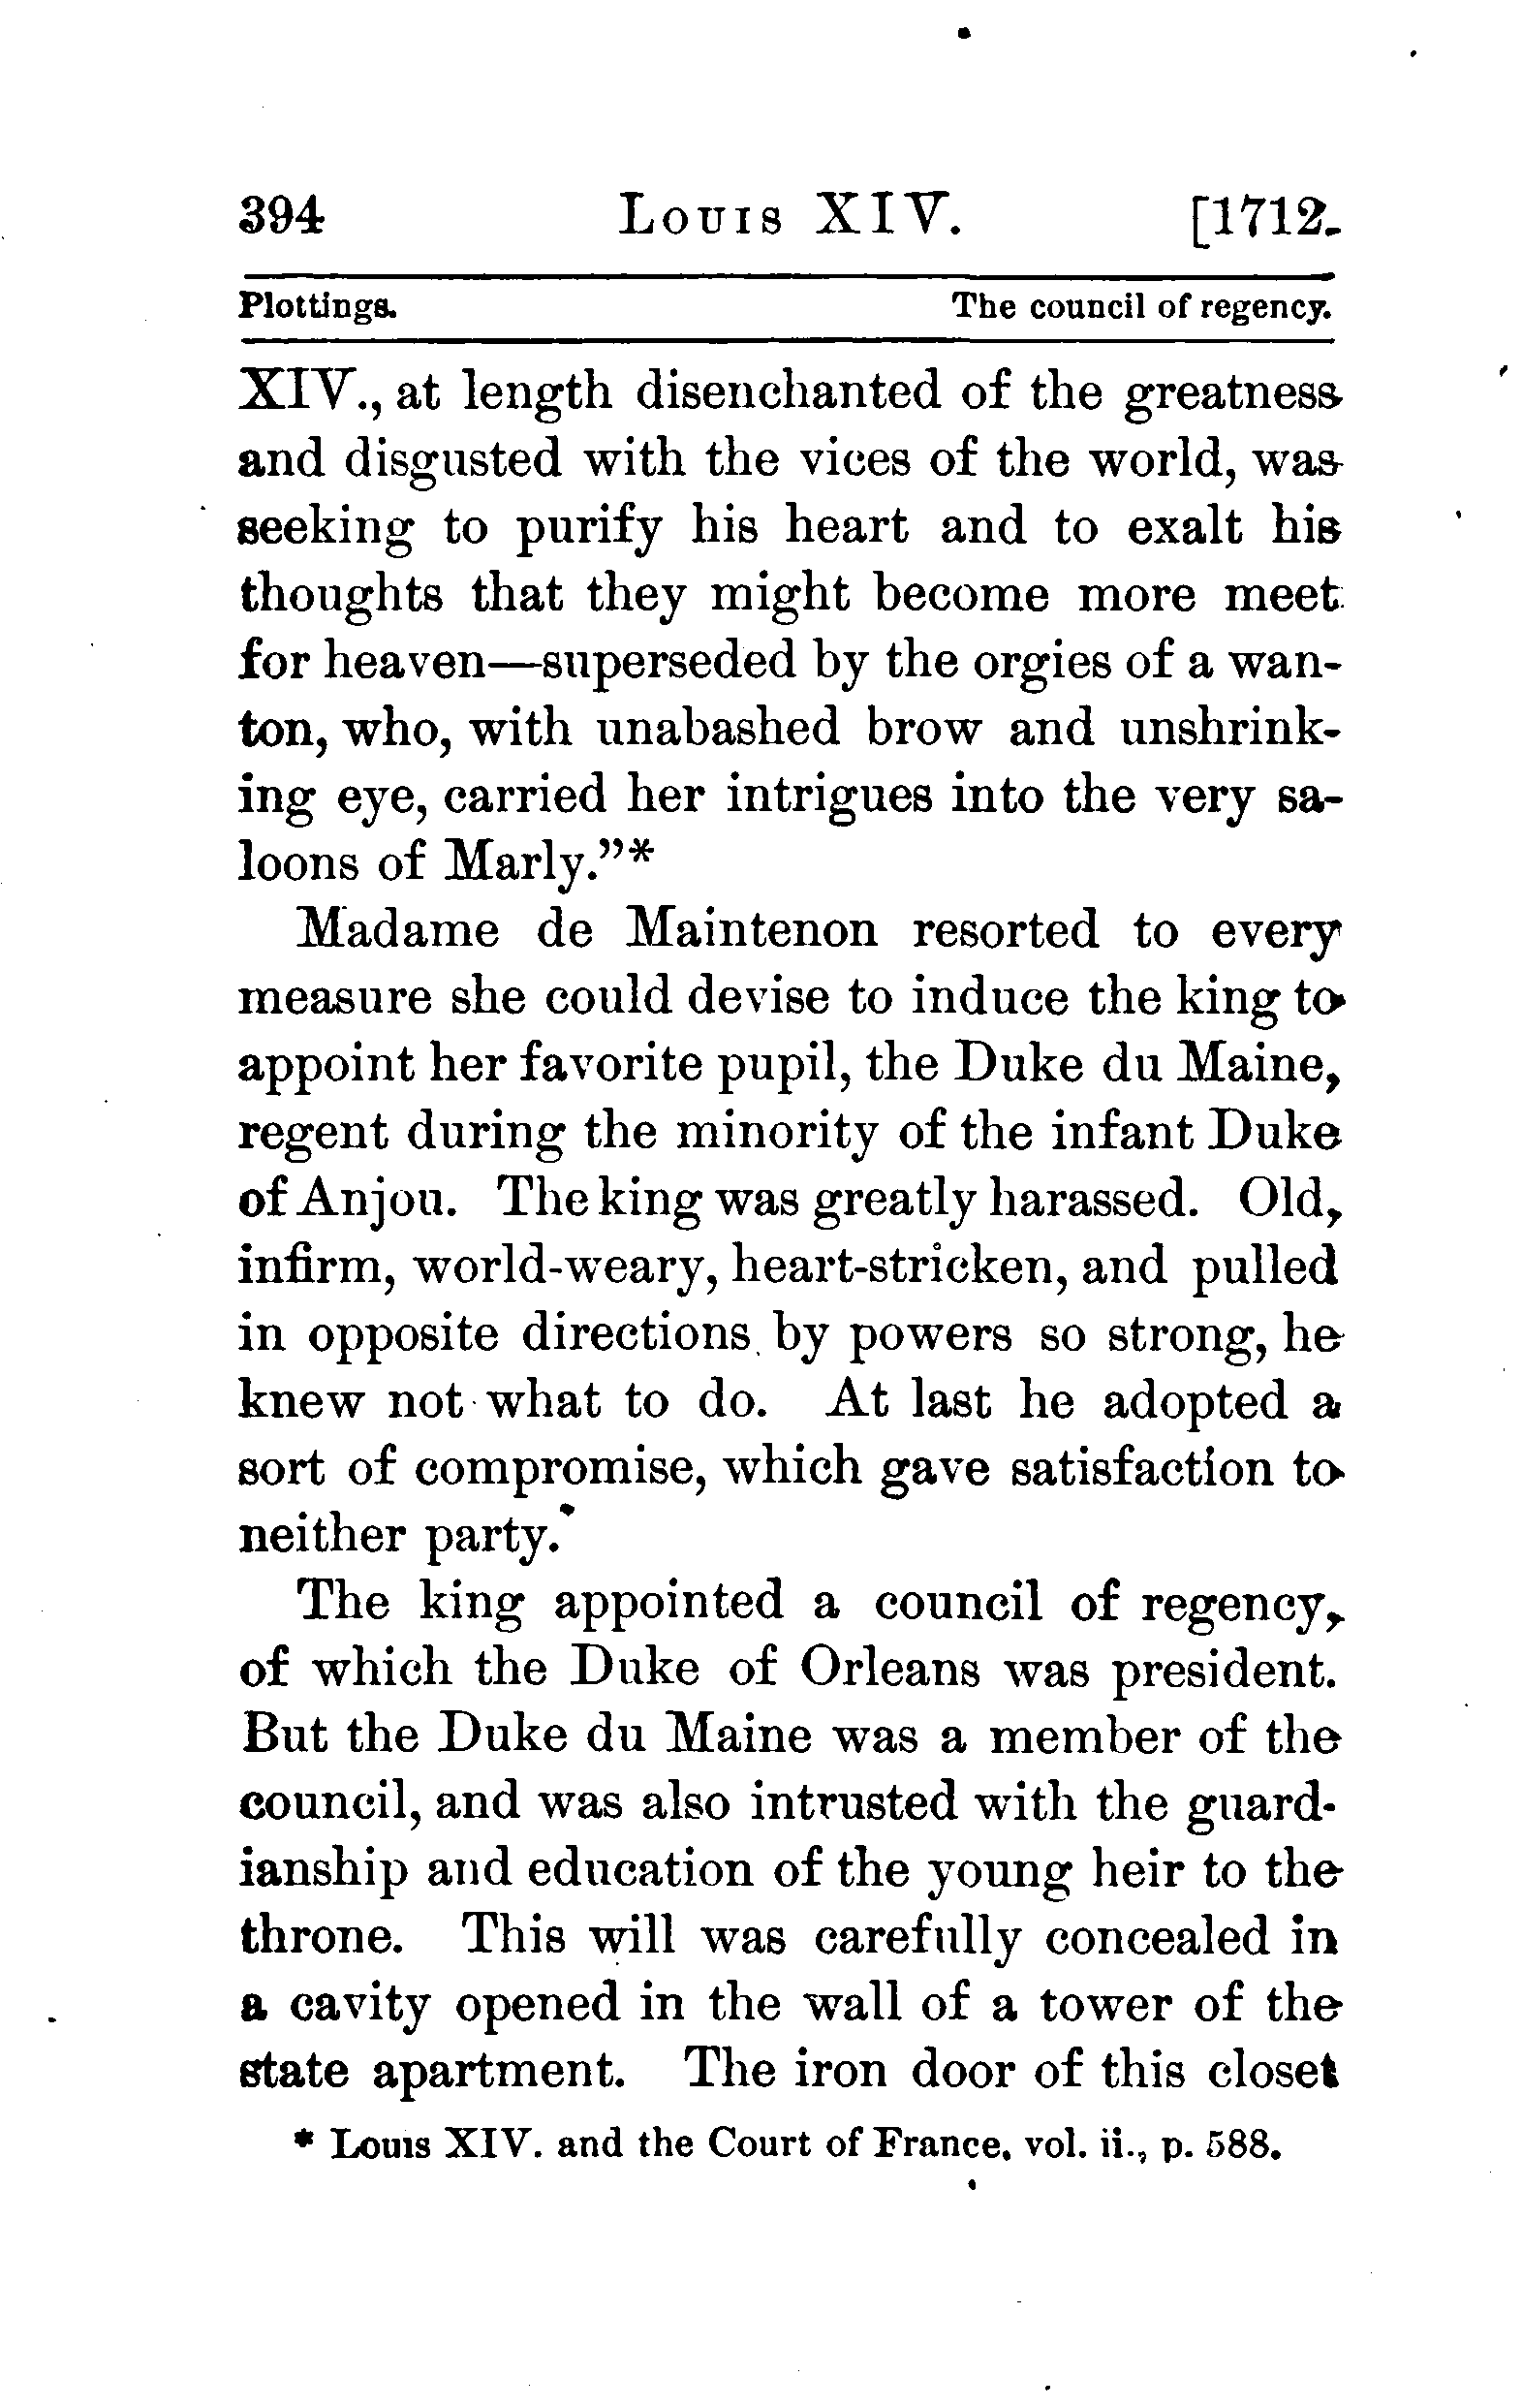 394 Louis XIV. [1712.
Plottings. The council of regency.
XIV., at length disenchanted of the greatness
and disgusted with the vices of the world, was
seeking to purify his heart and to exalt his
thoughts that they might become more meet
for heaven—superseded by the orgies of a wan-
ton, who, with unabashed brow and unshrink-
ing eye, carried her intrigues into the very sa-
loons of Marly."*
Madame de Maintenon resorted to every
measure she could devise to induce the king to
appoint her favorite pupil, the Duke du Maine,
regent during the minority of the infant Duke
of Anjou. The king was greatly harassed. Old,
infirm, world-weary, heart-stricken, and pulled
in opposite directions by powers so strong, he
knew not what to do. At last he adopted a
sort of compromise, which gave satisfaction to
neither party.
The king appointed a council of regency,
of which the Duke of Orleans was president.
But the Duke du Maine was a member of the
council, and was also intrusted with the guard-
ianship and education of the young heir to the
throne. This will was carefully concealed in
a cavity opened in the wall of a tower of the
state apartment. The iron door of this closet
* Louis XIV. and the Court of France, vol. ii., p. 588.